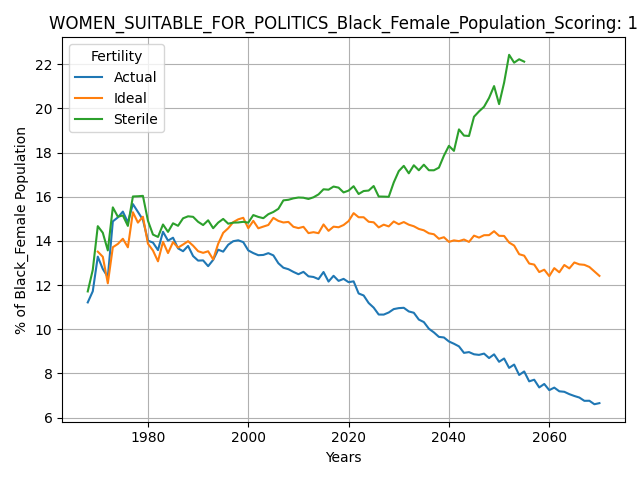 WOMEN_SUITABLE_FOR_POLITICS_Black_Female_Population_Scoring: 1
Fertility
Actual
Ideal
Sterile
% of Black_Female Population
22
20
18
16
14
12
10
8
6
1980
2000
2020
2040
2060
Years